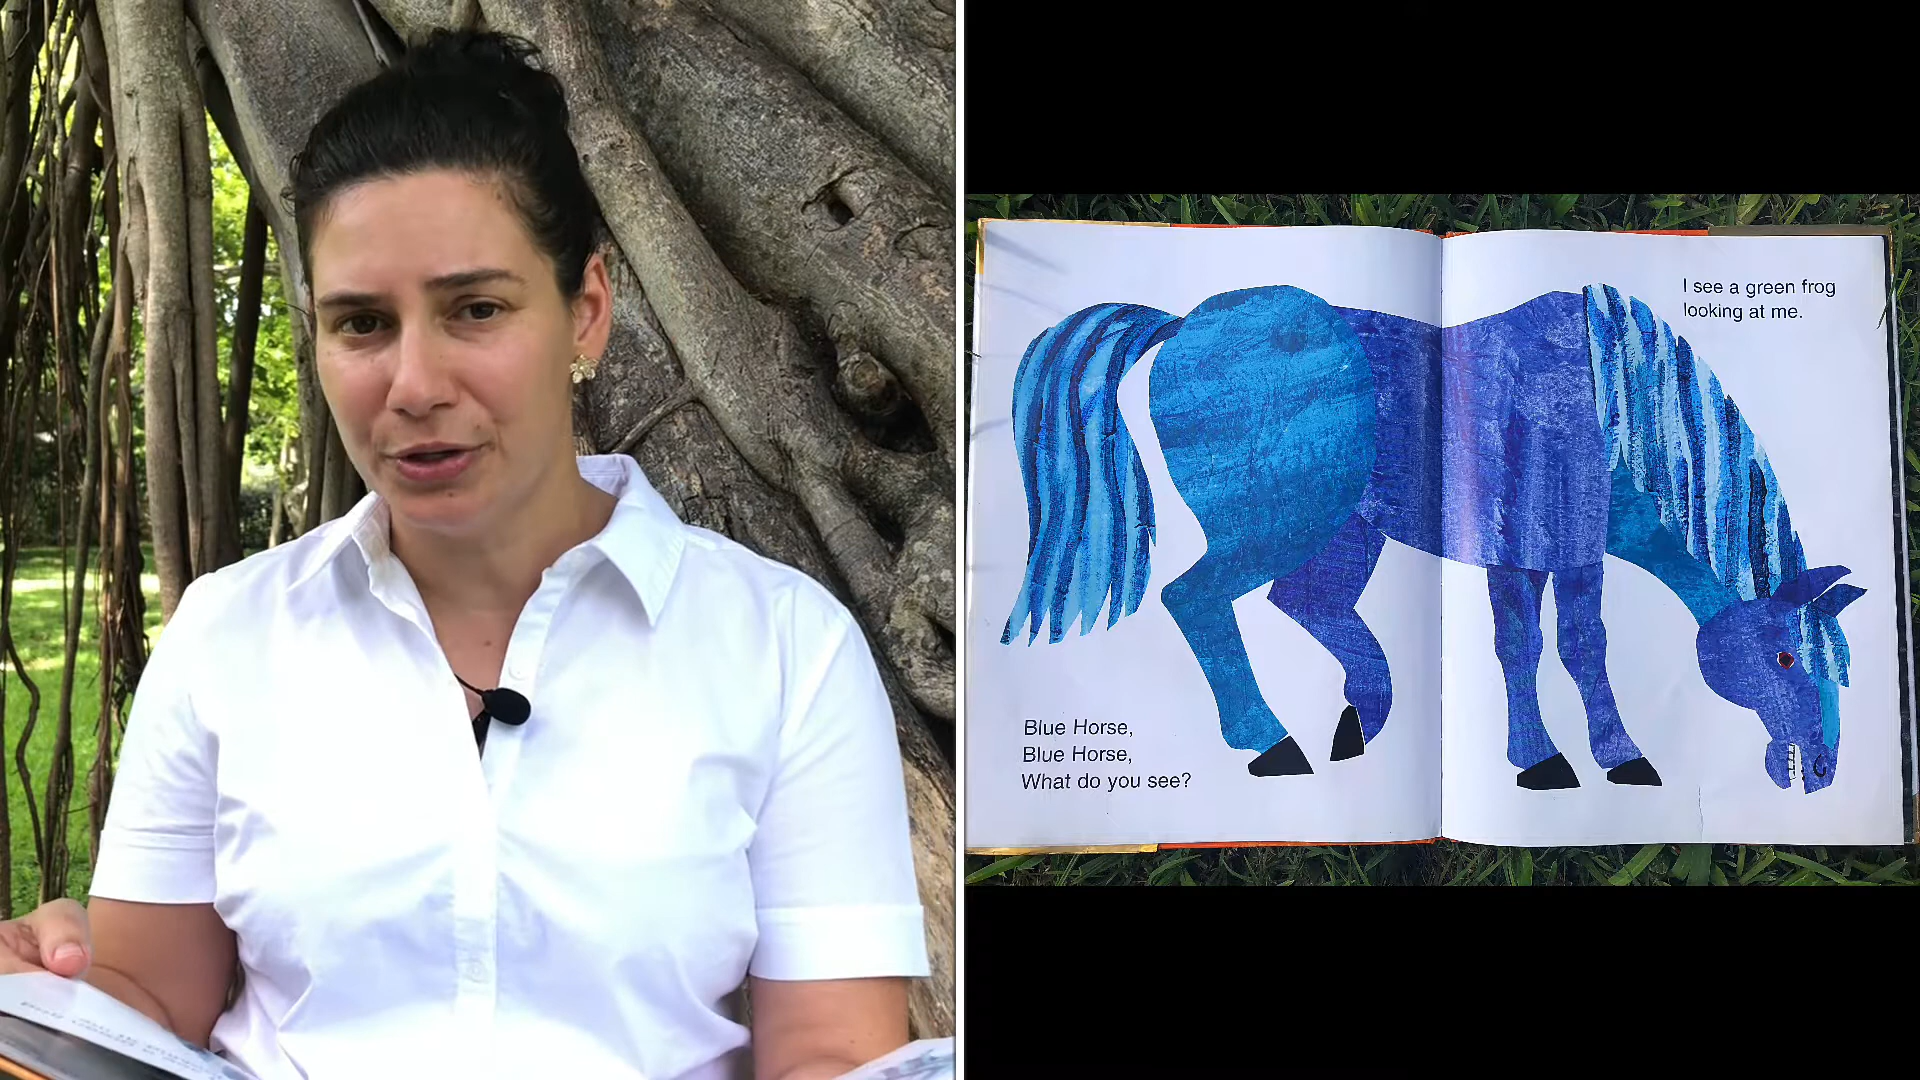 Blue Horse,
Blue Horse,
What do you see?
I see a green frog
looking at me.